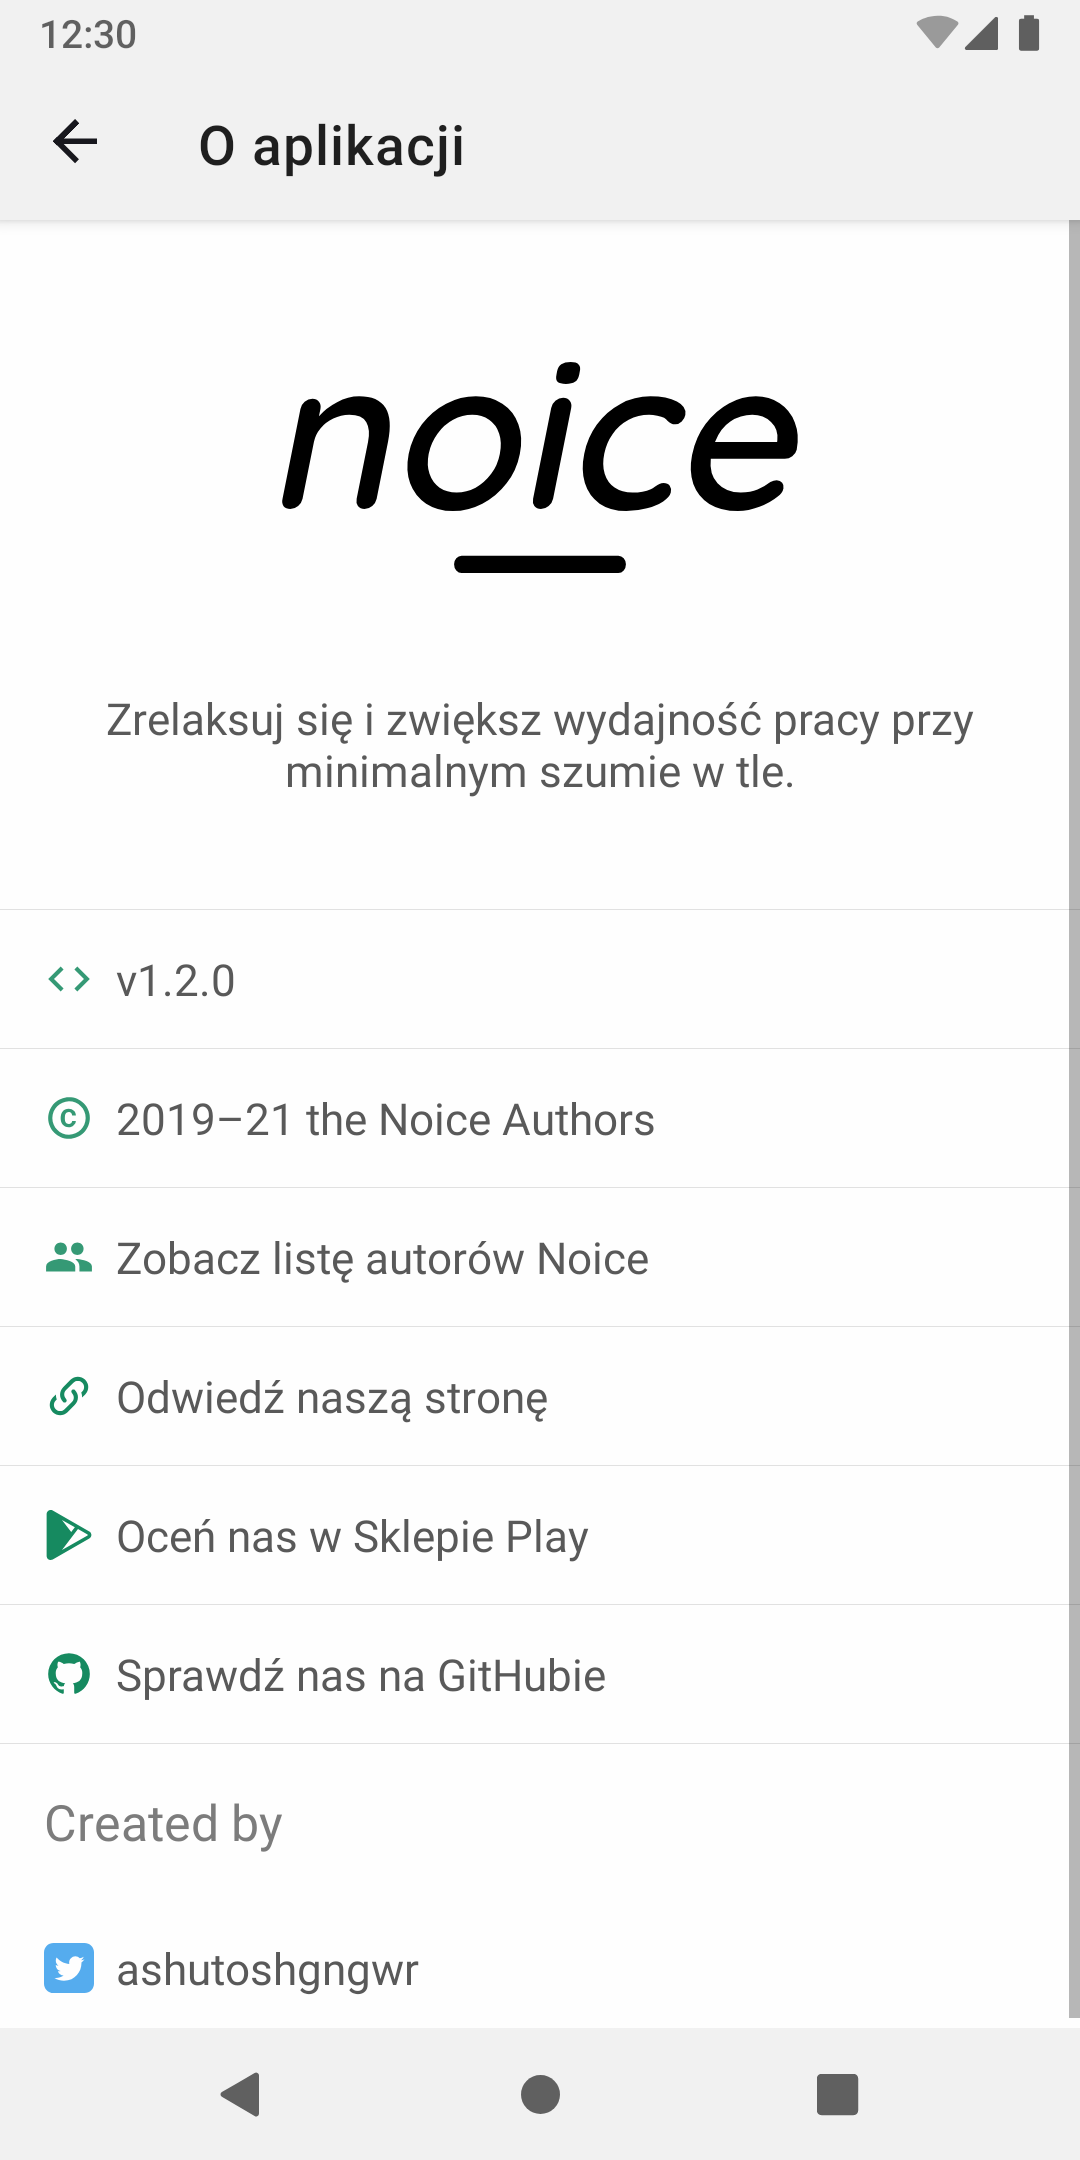 12:30
O aplikacji
noice
Zrelaksuj się i zwiększ wydajność pracy przy
minimalnym szumie w tle.
v1.2.0
2019–21 the Noice Authors
Zobacz listę autorów Noice
Odwiedź naszą stronę
Oceń nas w Sklepie Play
Sprawdź nas na GitHubie
Created by
ashutoshgngwr